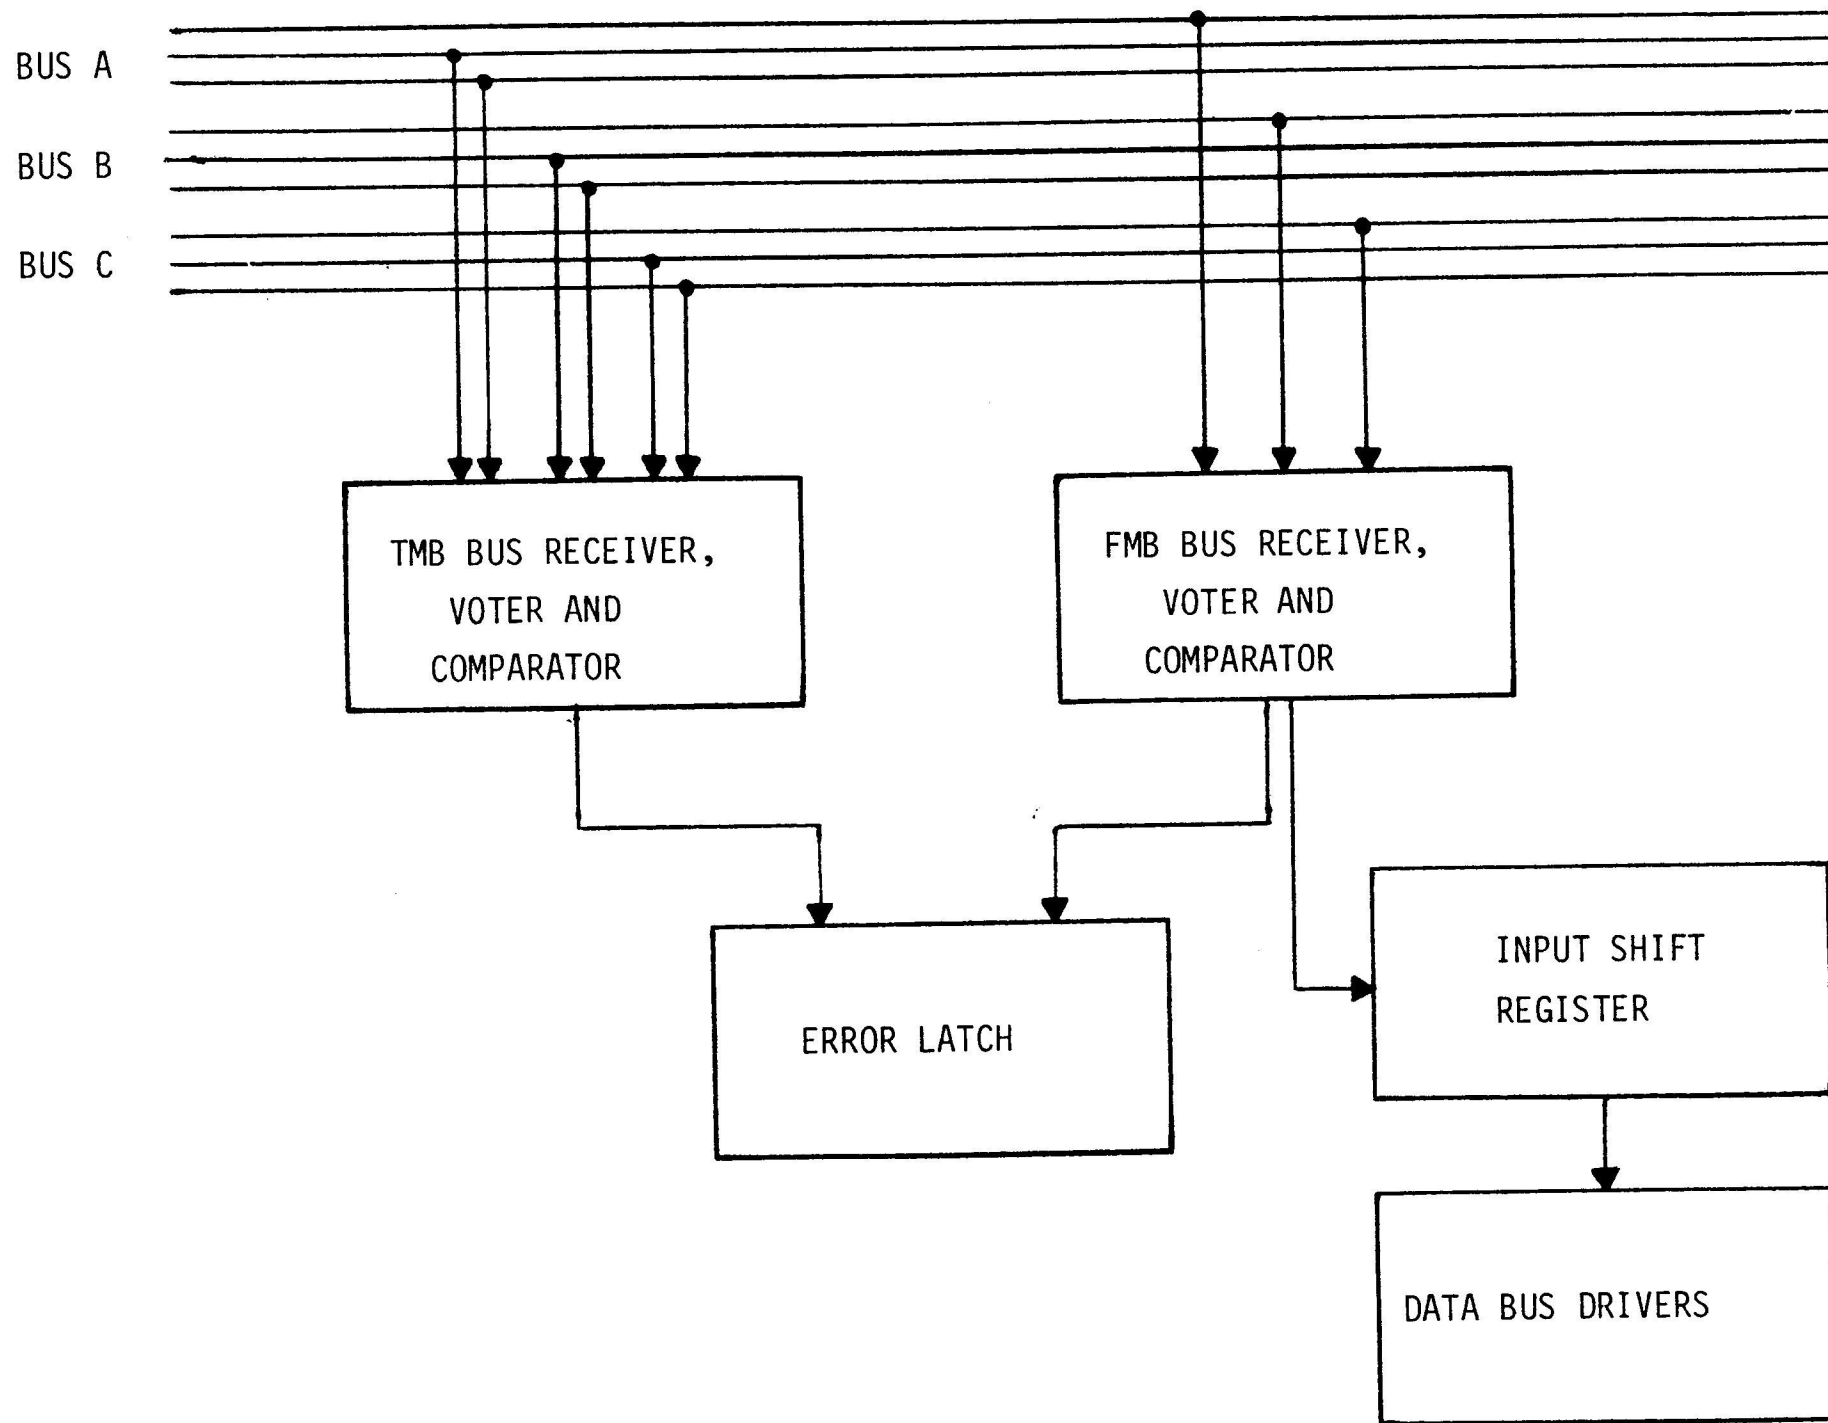 BUS A
BUS B
BUS C
TMB BUS RECEIVER,
VOTER AND
COMPARATOR
FMB BUS RECEIVER,
VOTER AND
COMPARATOR
ERROR LATCH
INPUT SHIFT
REGISTER
DATA BUS DRIVERS